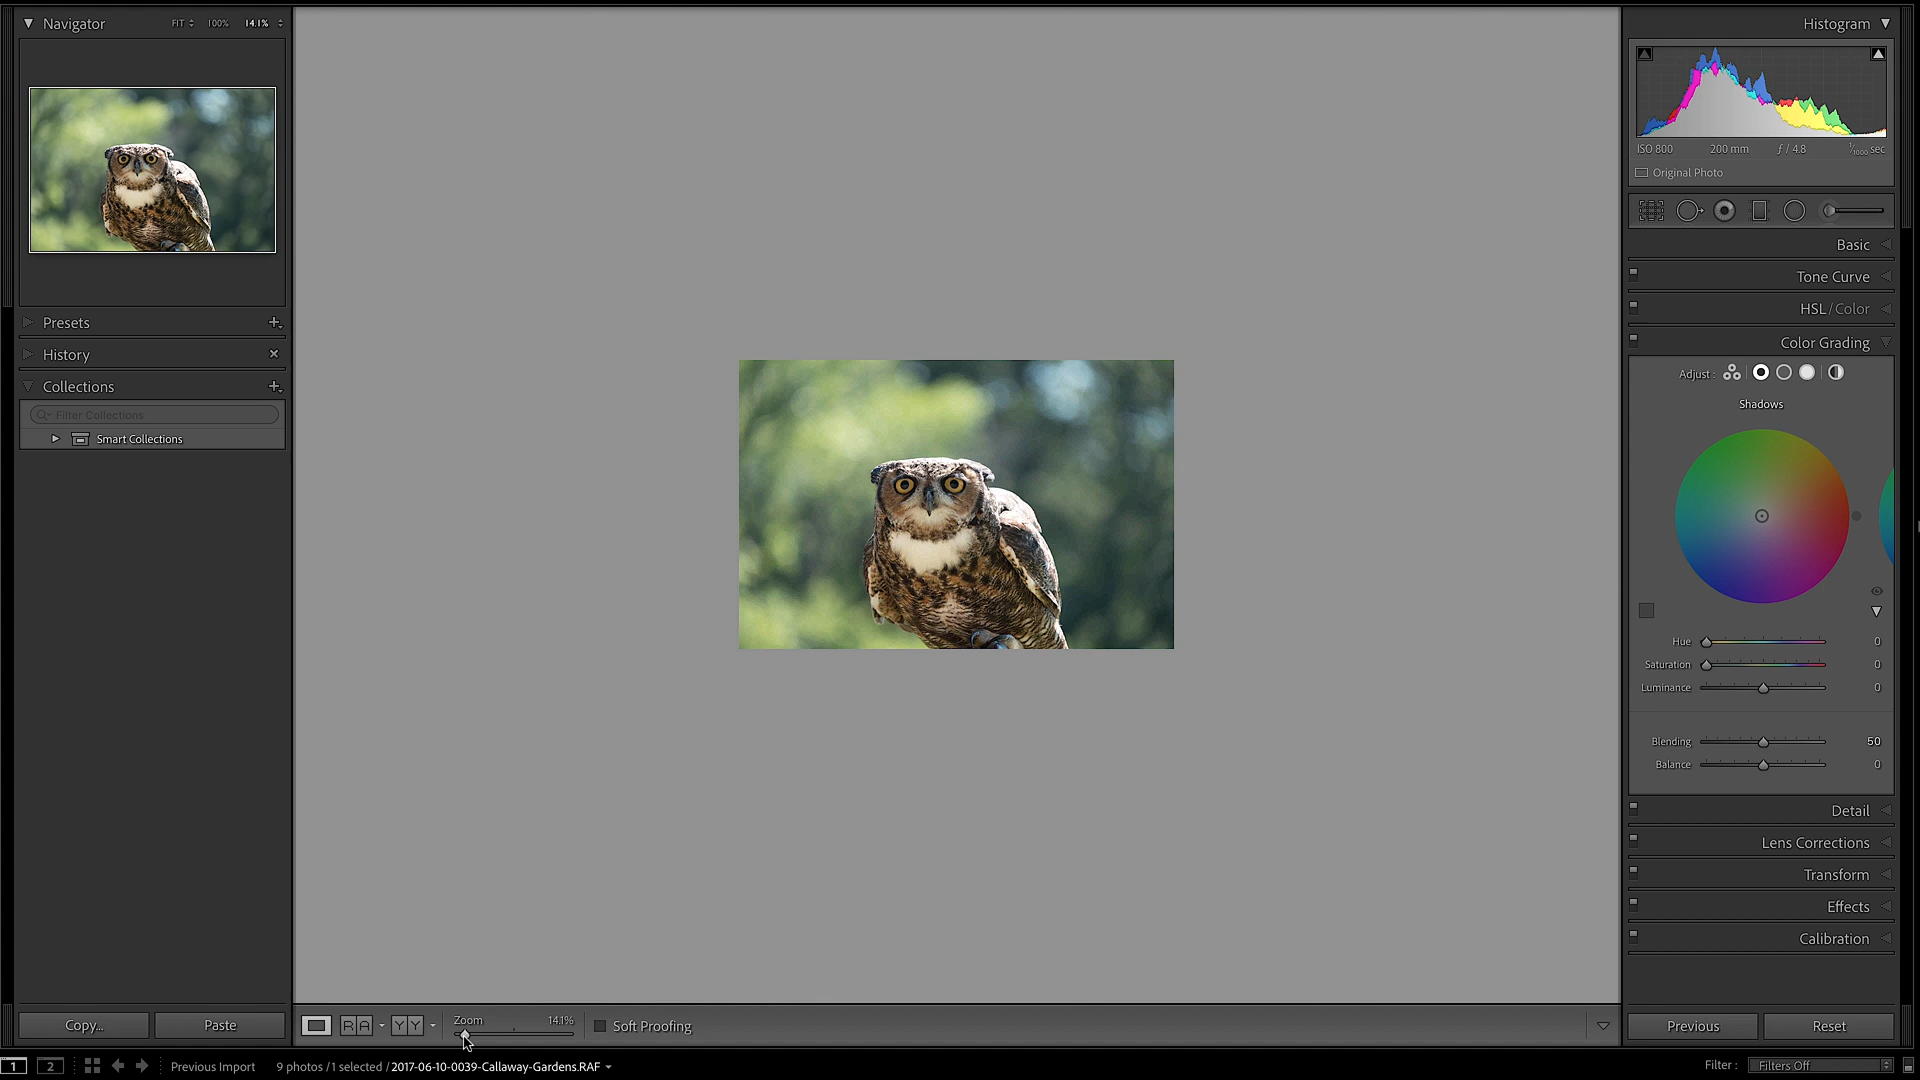 Navigator FIT 100% 14.1%
Presets
History
Collections
Filter Collections
Smart Collections
Copy... Paste
R A Y Y Zoom 14.1% Soft Proofing
1 2 Previous Import 9 photos / 1 selected / 2017-06-10-0039-Callaway-Gardens.RAF
Filter : Filters Off
Histogram
ISO 800 200 mm ƒ / 4.8 1/1000 sec
Original Photo
Basic
Tone Curve
HSL / Color
Color Grading
Adjust :
Shadows
Hue 0
Saturation 0
Luminance 0
Blending 50
Balance 0
Detail
Lens Corrections
Transform
Effects
Calibration
Previous Reset